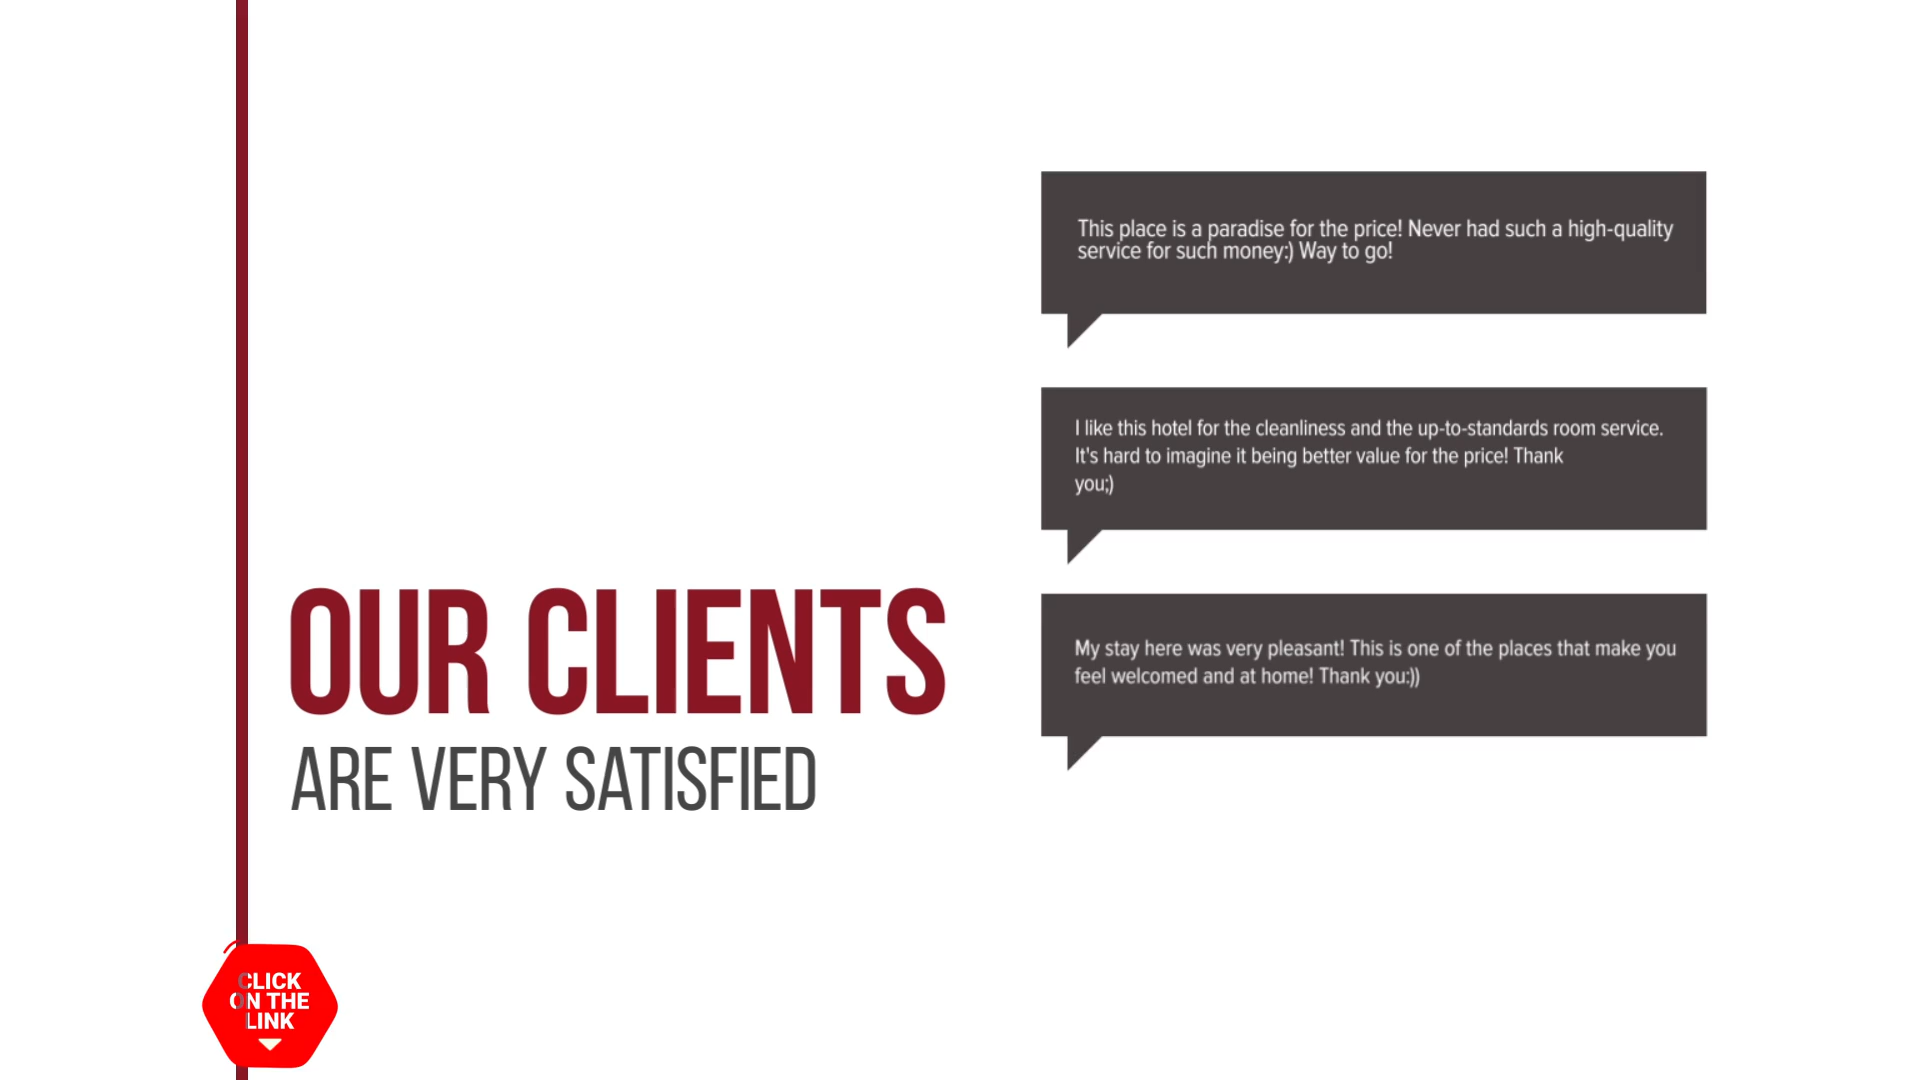 This place is a paradise for the price! Never had such a high-quality
service for such money:) Way to go!
I like this hotel for the cleanliness and the up-to-standards room service.
It's hard to imagine it being better value for the price! Thank
you;)
My stay here was very pleasant! This is one of the places that make you
feel welcomed and at home! Thank you:))
OUR CLIENTS
ARE VERY SATISFIED
CLICK
ON THE
LINK